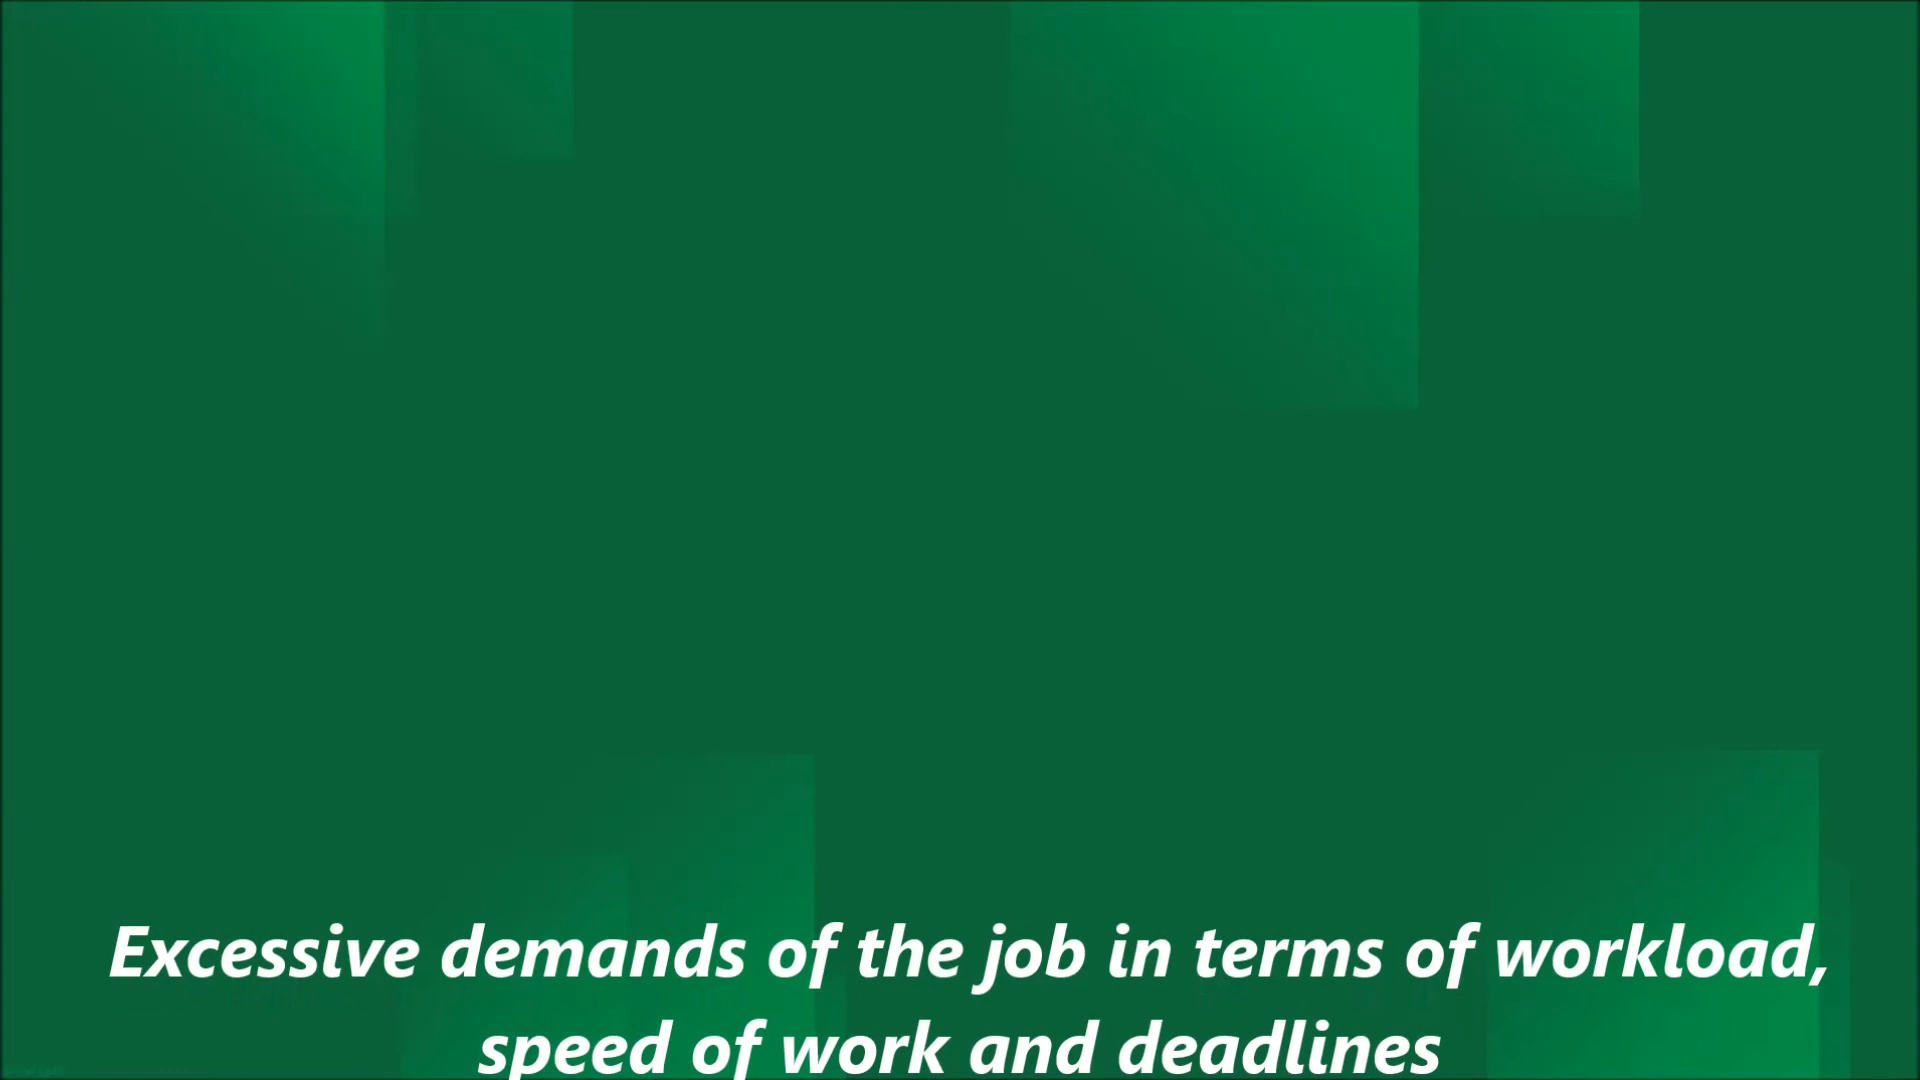 Excessive demands of the job in terms of workload,
speed of work and deadlines